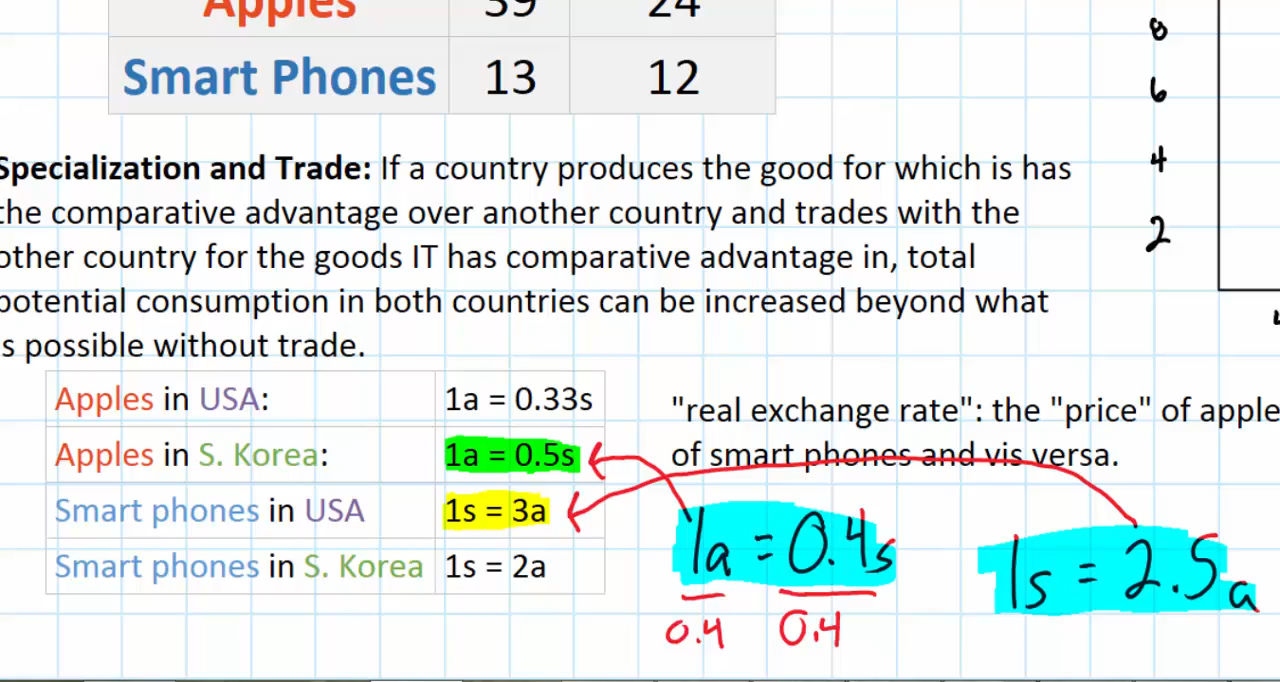 Apples 39 24
Smart Phones 13 12
8
6
4
2
Specialization and Trade: If a country produces the good for which is has
the comparative advantage over another country and trades with the
other country for the goods IT has comparative advantage in, total
potential consumption in both countries can be increased beyond what
is possible without trade.
Apples in USA: 1a = 0.33s
Apples in S. Korea: 1a = 0.5s
Smart phones in USA 1s = 3a
Smart phones in S. Korea 1s = 2a
"real exchange rate": the "price" of apple
of smart phones and vis versa.
1a = 0.4s
0.4 0.4
1s = 2.5a